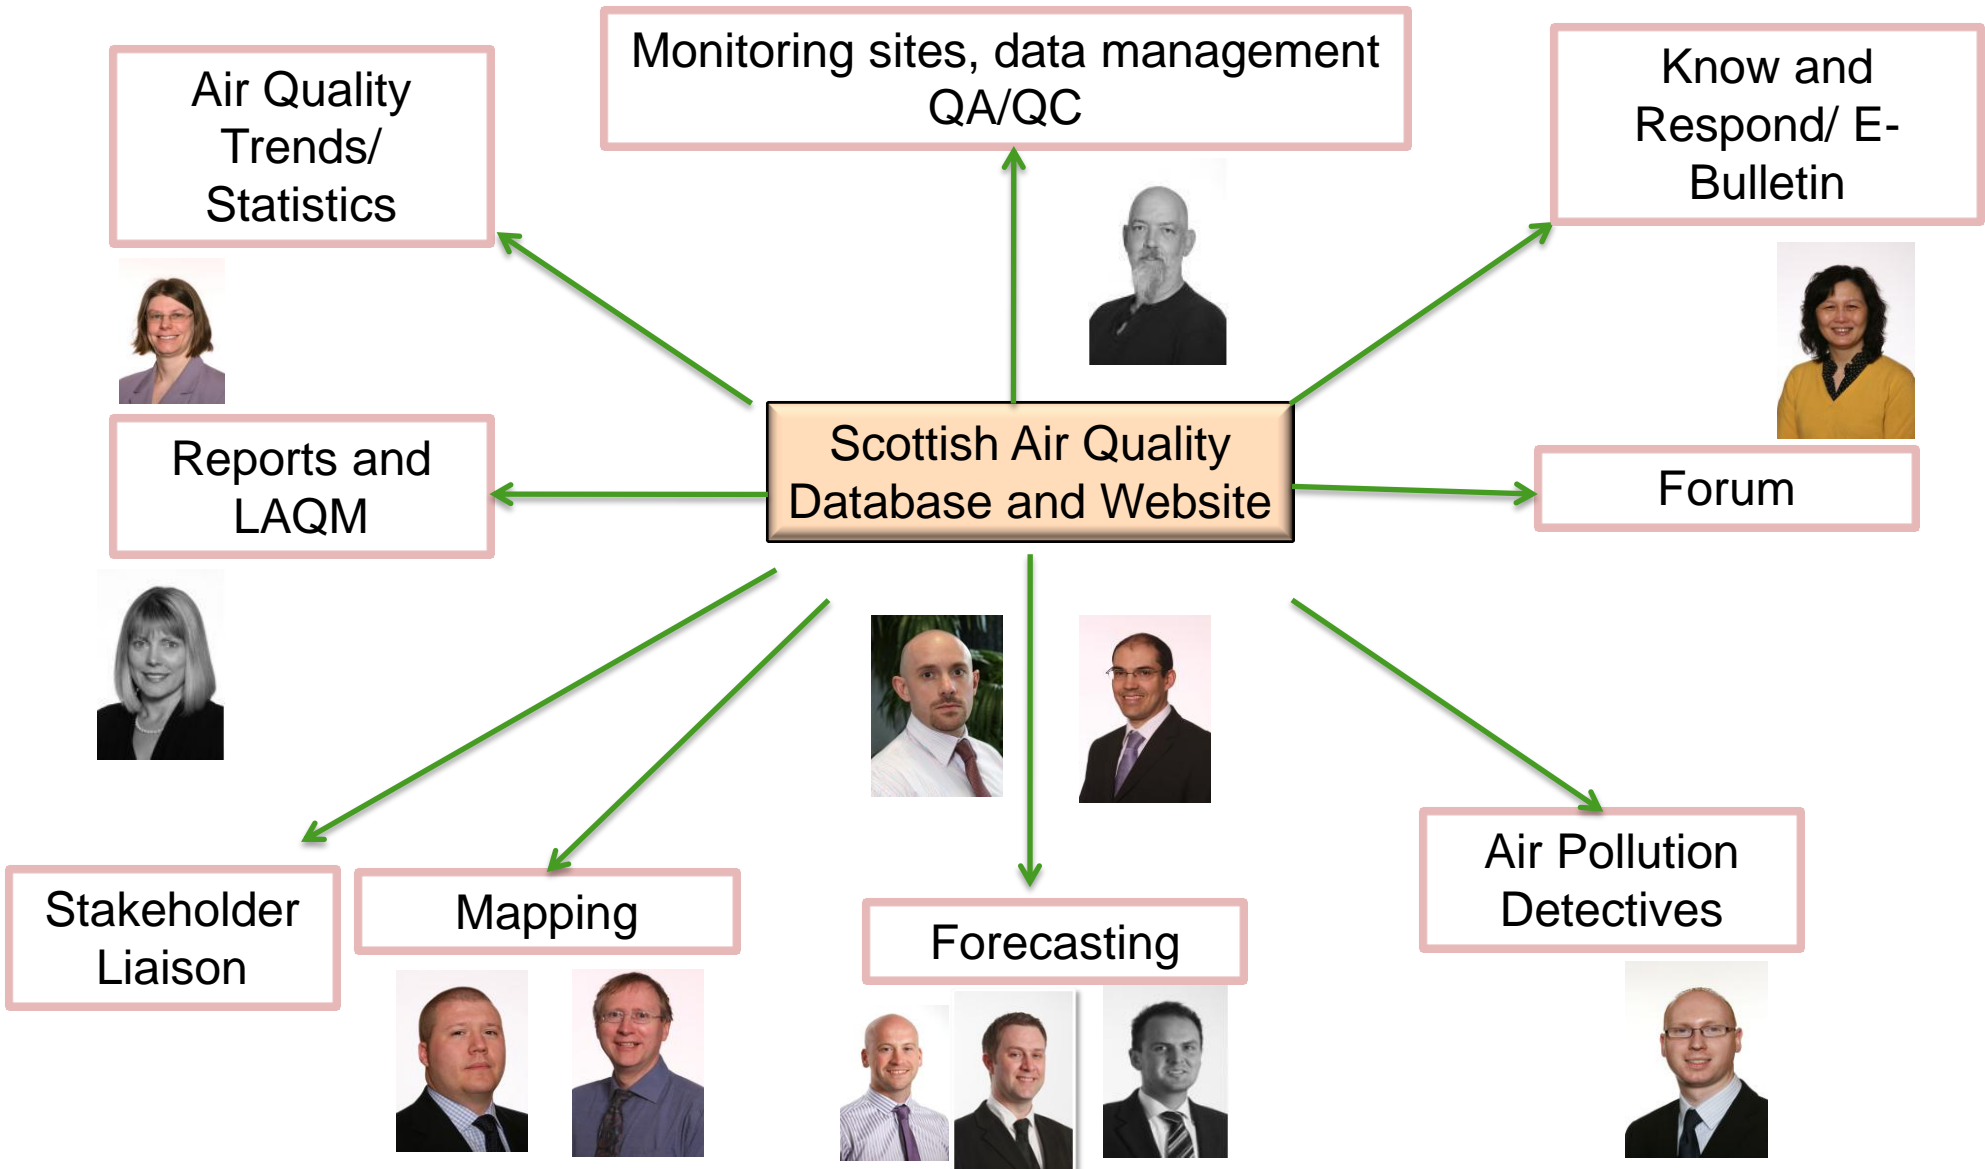 Air Quality
Trends/
Statistics
Monitoring sites, data management
QA/QC
Know and
Respond/ E-
Bulletin
Reports and
LAQM
Scottish Air Quality
Database and Website
Forum
Stakeholder
Liaison
Mapping
Forecasting
Air Pollution
Detectives